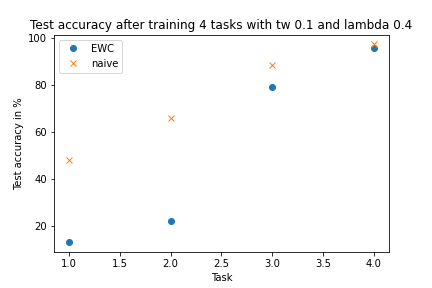 Test accuracy after training 4 tasks with tw 0.1 and lambda 0.4
EWC
naive
Test accuracy in %
100
80
60
40
20
1.0 1.5 2.0 2.5 3.0 3.5 4.0
Task